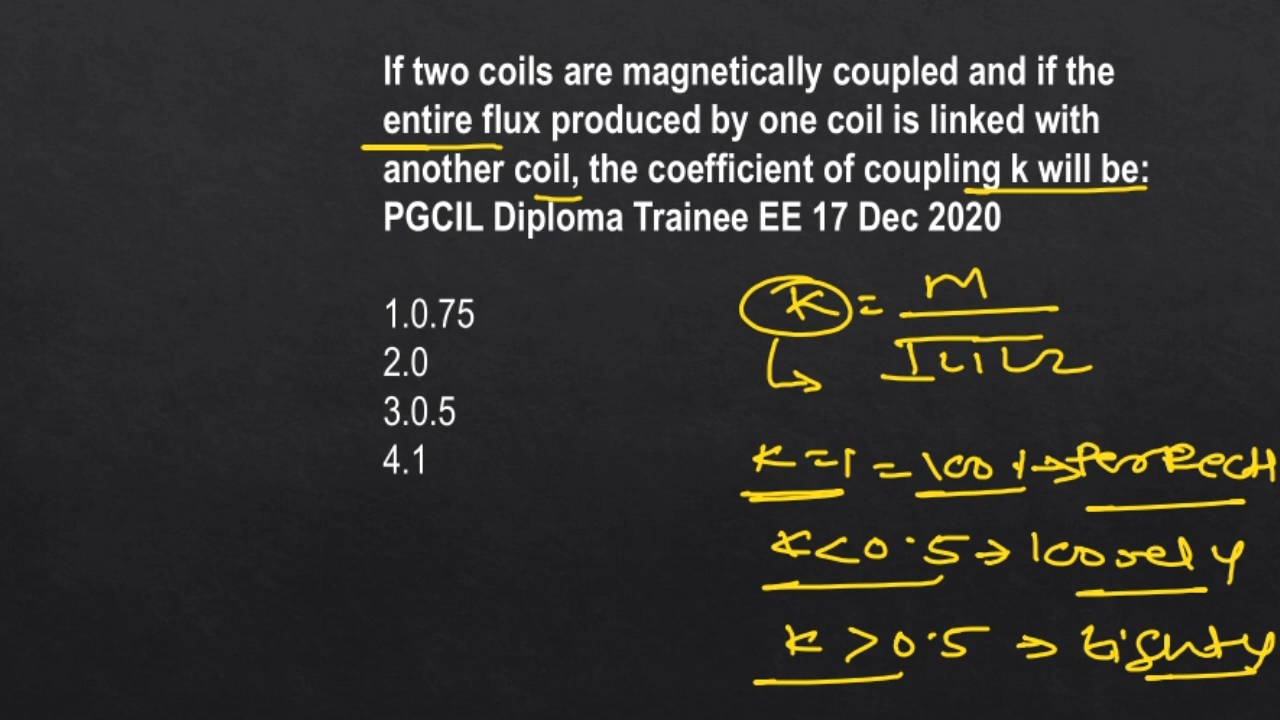 If two coils are magnetically coupled and if the
entire flux produced by one coil is linked with
another coil, the coefficient of coupling k will be:
PGCIL Diploma Trainee EE 17 Dec 2020
1.0.75
2.0
3.0.5
4.1
K = M
√L1L2
K=1 = 100 % → Perfect
K<0.5 → loosely
K>0.5 → tightly